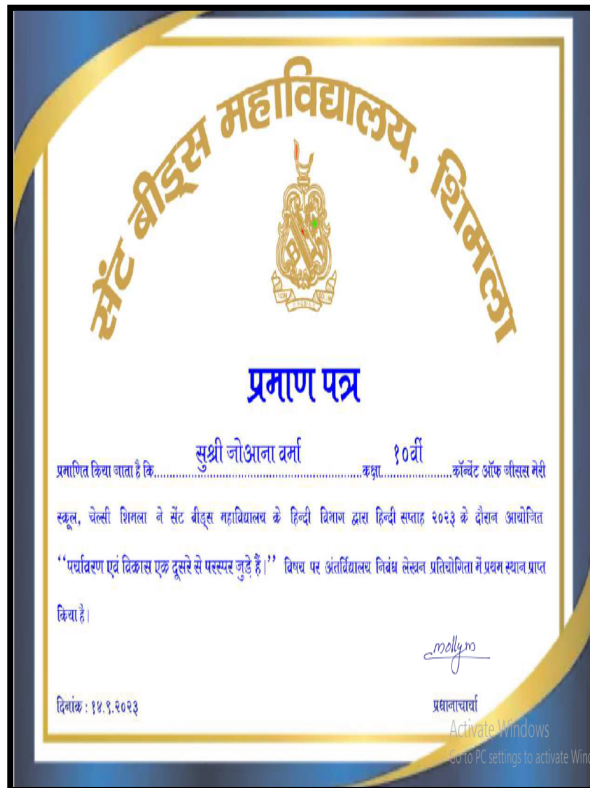 सेंट बीड्स महाविद्यालय, शिमला
प्रमाण पत्र
प्रमाणित किया जाता है कि सुश्री जोआना वर्मा कक्षा १०वीं कॉन्वेंट ऑफ जीसस मेरी
स्कूल, चेल्सी शिमला ने सेंट बीड्स महाविद्यालय के हिन्दी विभाग द्वारा हिन्दी सप्ताह २०२३ के दौरान आयोजित
‘‘पर्यावरण एवं विकास एक दूसरे से परस्पर जुड़े हैं।’’ विषय पर अंतर्विद्यालय निबंध लेखन प्रतियोगिता में प्रथम स्थान प्राप्त
किया है।
mollym
दिनांक : १४.९.२०२३ प्रधानाचार्या
Activate Windows
Go to PC settings to activate Win